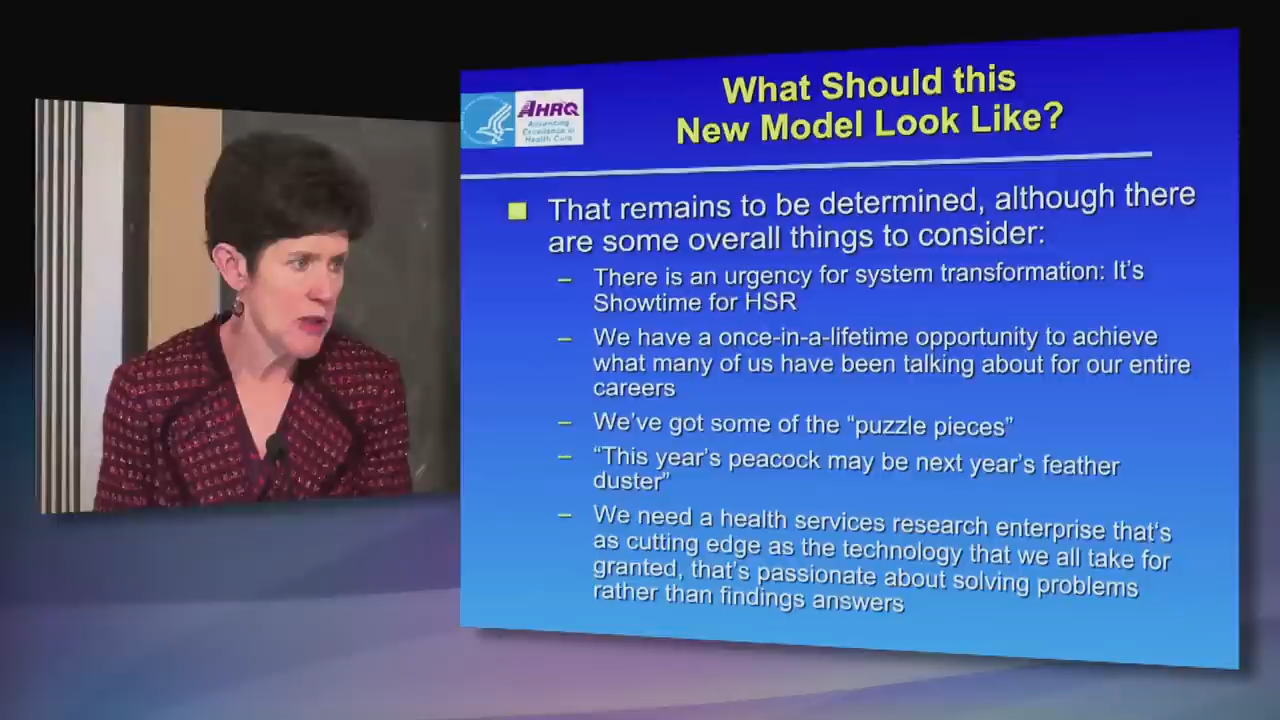 AHRQ
Advancing
Excellence in
Health Care
What Should this
New Model Look Like?
That remains to be determined, although there
are some overall things to consider:
– There is an urgency for system transformation: It's
Showtime for HSR
– We have a once-in-a-lifetime opportunity to achieve
what many of us have been talking about for our entire
careers
– We've got some of the “puzzle pieces”
– “This year's peacock may be next year's feather
duster”
– We need a health services research enterprise that's
as cutting edge as the technology that we all take for
granted, that's passionate about solving problems
rather than findings answers